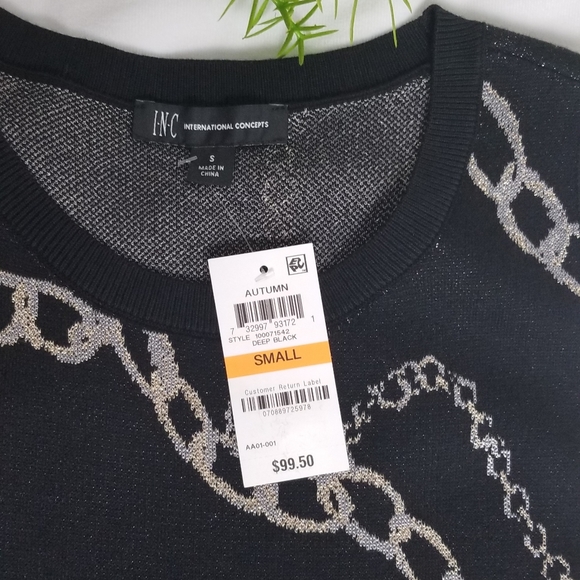 I·N·C INTERNATIONAL CONCEPTS
S
MADE IN
CHINA
AUTUMN
7 32997 93172 1
STYLE 100071542
DEEP BLACK
SMALL
Customer Return Label
070889725978
AA01-001
$99.50